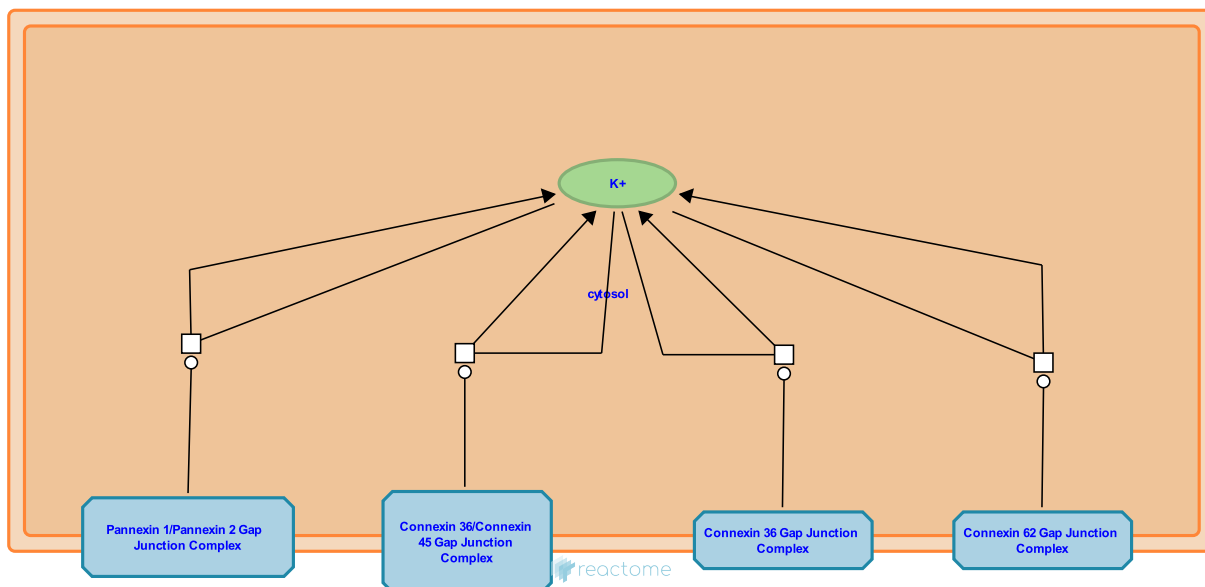 K+
cytosol
Pannexin 1/Pannexin 2 Gap
Junction Complex
Connexin 36/Connexin
45 Gap Junction
Complex
Connexin 36 Gap Junction
Complex
Connexin 62 Gap Junction
Complex
reactome